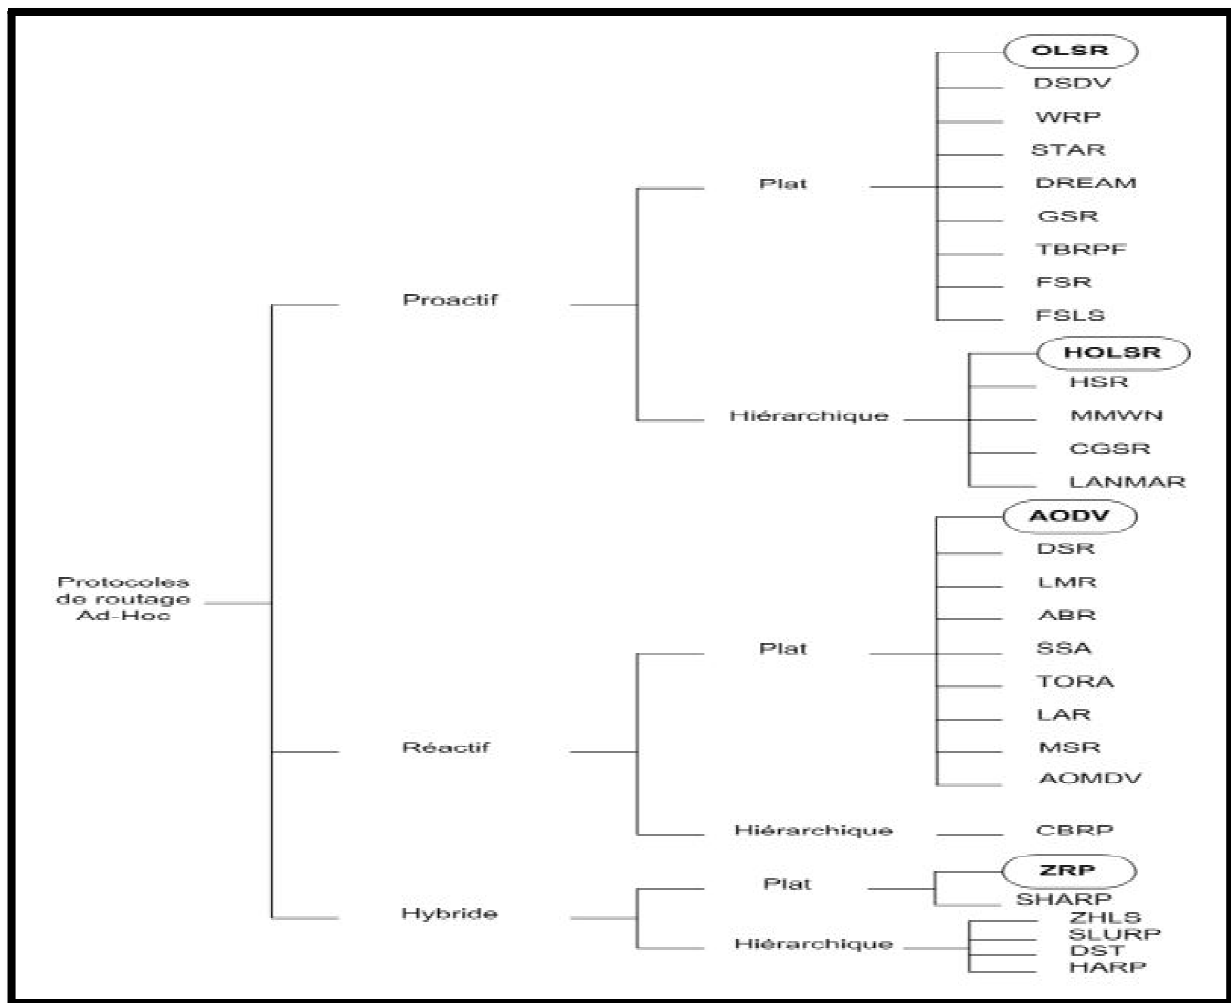 OLSR
DSDV
WRP
STAR
Plat
DREAM
GSR
TBRPF
Proactif
FSR
FSLS
HOLSR
HSR
Hiérarchique
MMWN
CGSR
LANMAR
AODV
DSR
Protocoles
de routage
Ad-Hoc
LMR
ABR
Plat
SSA
TORA
LAR
Réactif
MSR
AOMDV
Hiérarchique
CBRP
ZRP
Plat
SHARP
Hybride
ZHLS
SLURP
Hiérarchique
DST
HARP